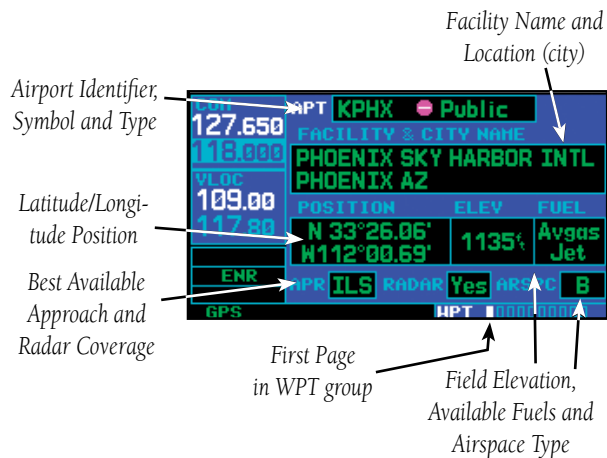 Facility Name and
Location (city)
Airport Identifier,
Symbol and Type
COM
127.650
118.000
VLOC
109.00
117.80
ENR
GPS
APT KPHX Public
FACILITY & CITY NAME
PHOENIX SKY HARBOR INTL
PHOENIX AZ
POSITION ELEV FUEL
N 33°26.06'
W112°00.69'
1135ft
Avgas
Jet
APR ILS RADAR Yes ARSPC B
WPT
Latitude/Longi-
tude Position
Best Available
Approach and
Radar Coverage
First Page
in WPT group
Field Elevation,
Available Fuels and
Airspace Type